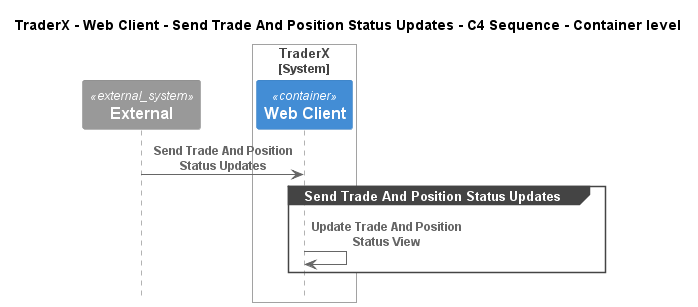 TraderX - Web Client - Send Trade And Position Status Updates - C4 Sequence - Container level
TraderX
[System]
«external_system»
External
«container»
Web Client
Send Trade And Position
Status Updates
Send Trade And Position Status Updates
Update Trade And Position
Status View